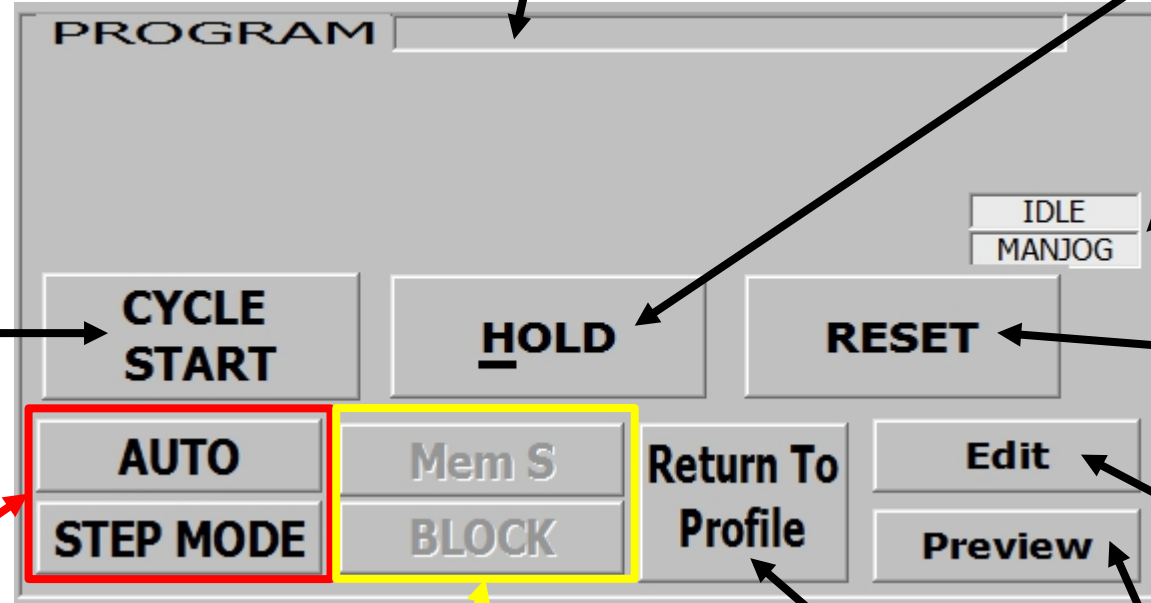 PROGRAM
IDLE
MANJOG
CYCLE
START
HOLD
RESET
AUTO
STEP MODE
Mem S
BLOCK
Return To
Profile
Edit
Preview